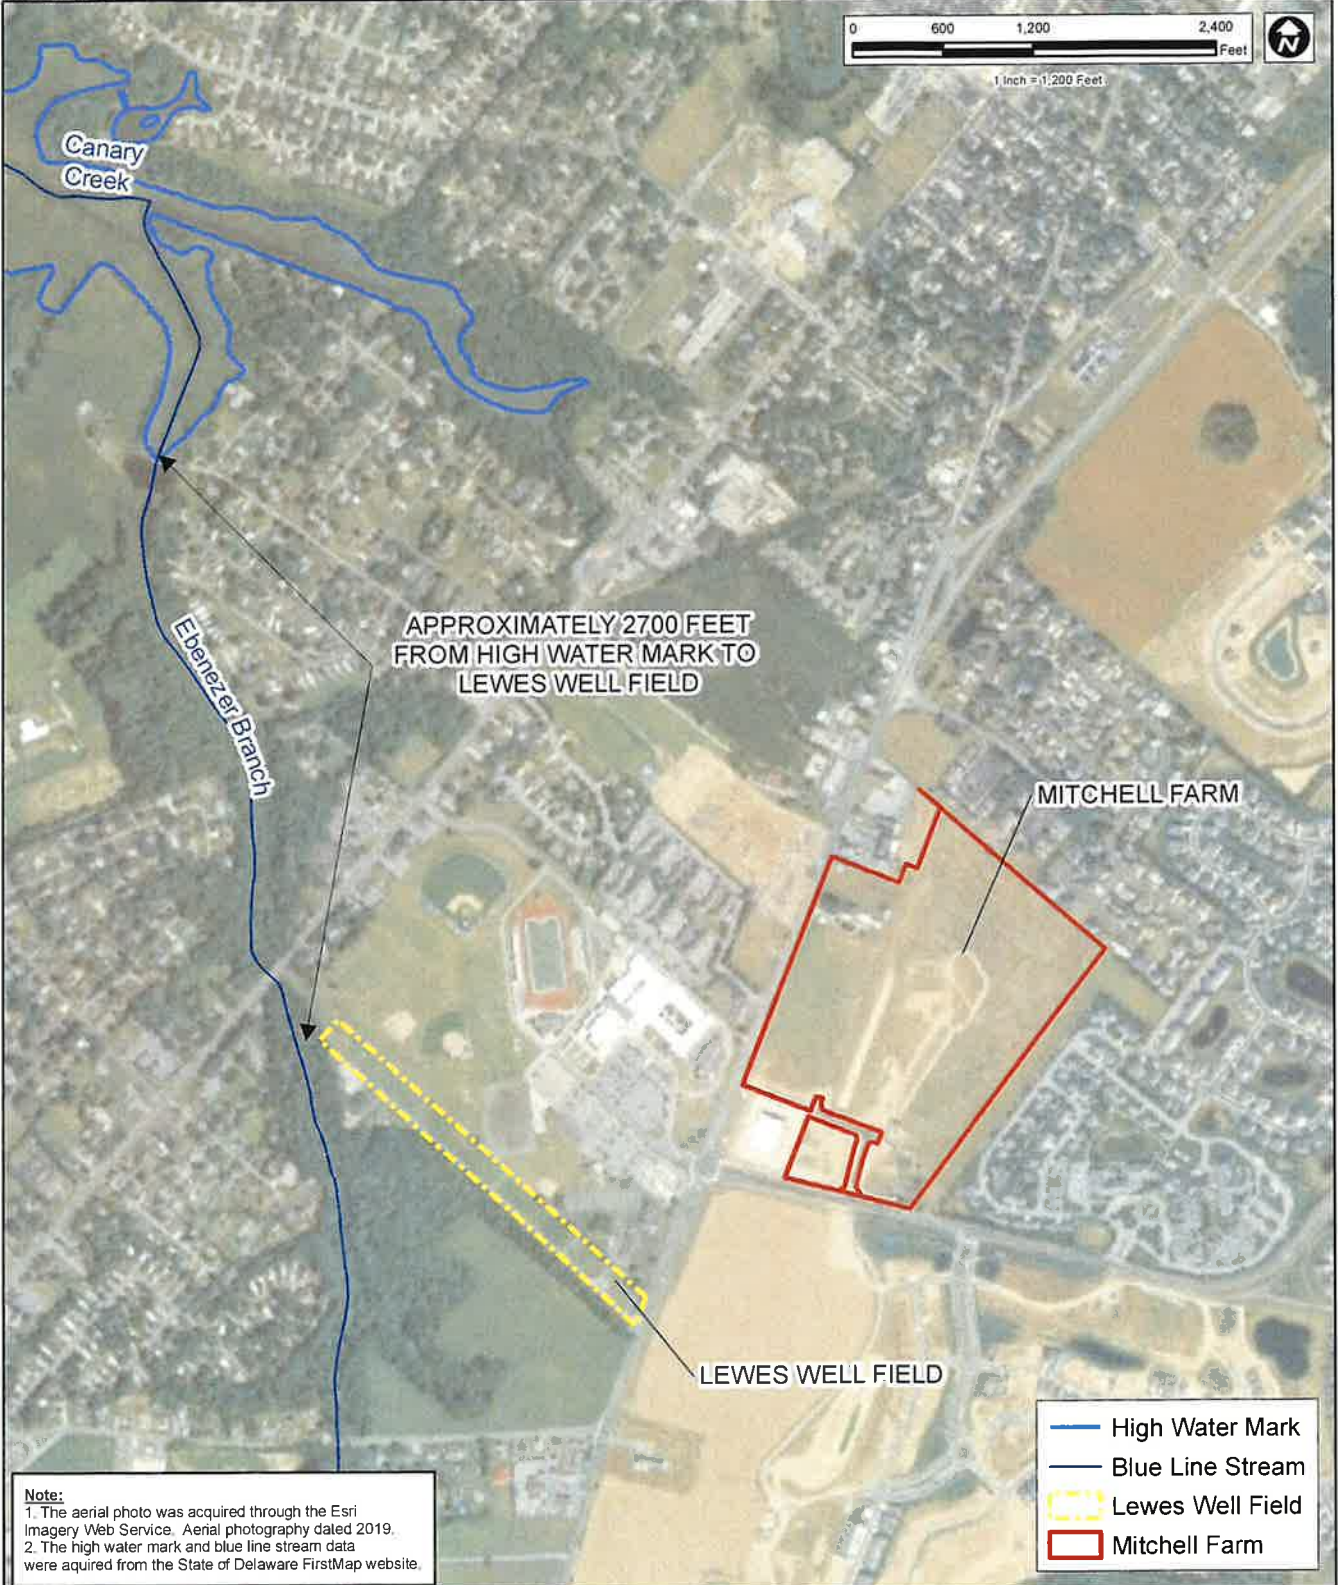 0 600 1,200 2,400
Feet
N
1 Inch = 1,200 Feet
Canary
Creek
APPROXIMATELY 2700 FEET
FROM HIGH WATER MARK TO
LEWES WELL FIELD
Ebenezer Branch
MITCHELL FARM
LEWES WELL FIELD
High Water Mark
Blue Line Stream
Lewes Well Field
Mitchell Farm
Note:
1. The aerial photo was acquired through the Esri
Imagery Web Service. Aerial photography dated 2019.
2. The high water mark and blue line stream data
were aquired from the State of Delaware FirstMap website.